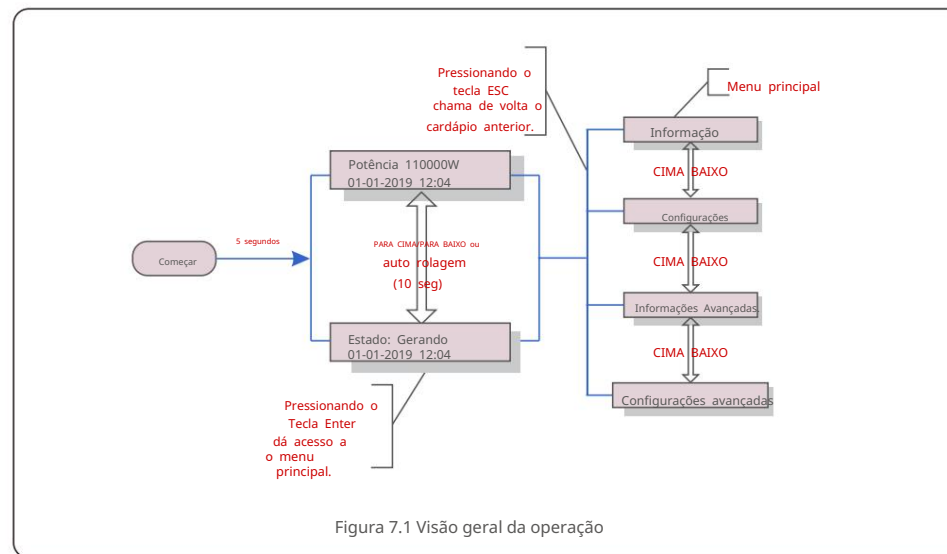 Pressionando o
tecla ESC
chama de volta o
cardápio anterior.
Menu principal
Informação
CIMA BAIXO
Configurações
CIMA BAIXO
Informações Avançadas.
CIMA BAIXO
Configurações avançadas
Potência 110000W
01-01-2019 12:04
5 segundos
Começar
PARA CIMA/PARA BAIXO ou
auto rolagem
(10 seg)
Estado: Gerando
01-01-2019 12:04
Pressionando o
Tecla Enter
dá acesso a
o menu
principal.
Figura 7.1 Visão geral da operação